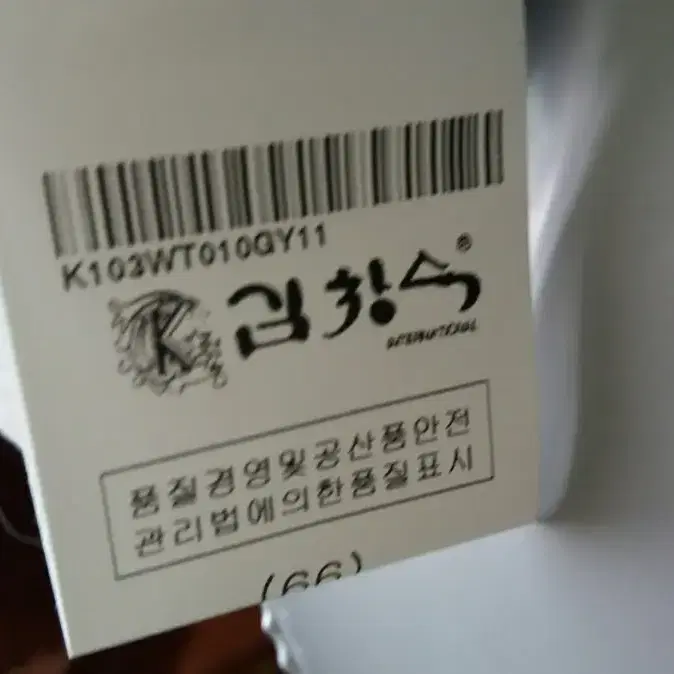 K103WT010GY11
K 김창숙®
INTERNATIONAL
품질경영및공산품안전
관리법에의한품질표시
(66)